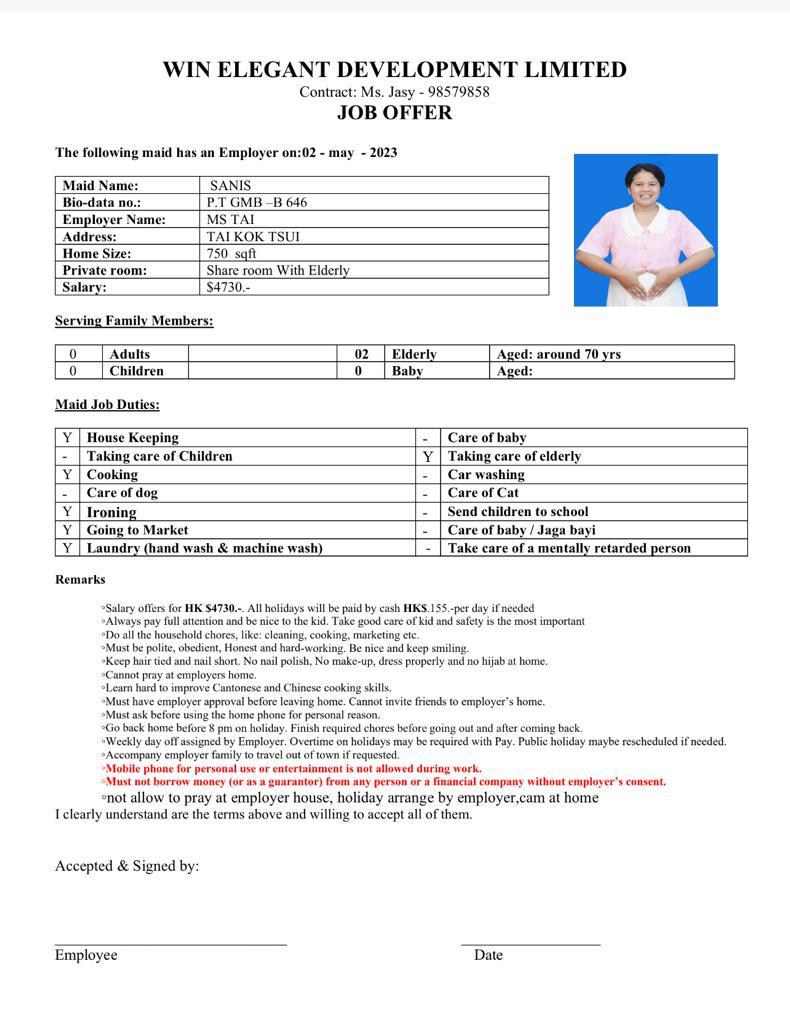 WIN ELEGANT DEVELOPMENT LIMITED
Contract: Ms. Jasy - 98579858
JOB OFFER
The following maid has an Employer on:02 - may - 2023
Maid Name: SANIS
Bio-data no.: P.T GMB –B 646
Employer Name: MS TAI
Address: TAI KOK TSUI
Home Size: 750 sqft
Private room: Share room With Elderly
Salary: $4730.-
Serving Family Members:
0 Adults 02 Elderly Aged: around 70 yrs
0 Children 0 Baby Aged:
Maid Job Duties:
Y House Keeping - Care of baby
- Taking care of Children Y Taking care of elderly
Y Cooking - Car washing
- Care of dog - Care of Cat
Y Ironing - Send children to school
Y Going to Market - Care of baby / Jaga bayi
Y Laundry (hand wash & machine wash) - Take care of a mentally retarded person
Remarks
◦Salary offers for HK $4730.-. All holidays will be paid by cash HK$.155.-per day if needed
◦Always pay full attention and be nice to the kid. Take good care of kid and safety is the most important
◦Do all the household chores, like: cleaning, cooking, marketing etc.
◦Must be polite, obedient, Honest and hard-working. Be nice and keep smiling.
◦Keep hair tied and nail short. No nail polish, No make-up, dress properly and no hijab at home.
◦Cannot pray at employers home.
◦Learn hard to improve Cantonese and Chinese cooking skills.
◦Must have employer approval before leaving home. Cannot invite friends to employer’s home.
◦Must ask before using the home phone for personal reason.
◦Go back home before 8 pm on holiday. Finish required chores before going out and after coming back.
◦Weekly day off assigned by Employer. Overtime on holidays may be required with Pay. Public holiday maybe rescheduled if needed.
◦Accompany employer family to travel out of town if requested.
◦Mobile phone for personal use or entertainment is not allowed during work.
◦Must not borrow money (or as a guarantor) from any person or a financial company without employer’s consent.
◦not allow to pray at employer house, holiday arrange by employer,cam at home
I clearly understand are the terms above and willing to accept all of them.
Accepted & Signed by:
Employee Date